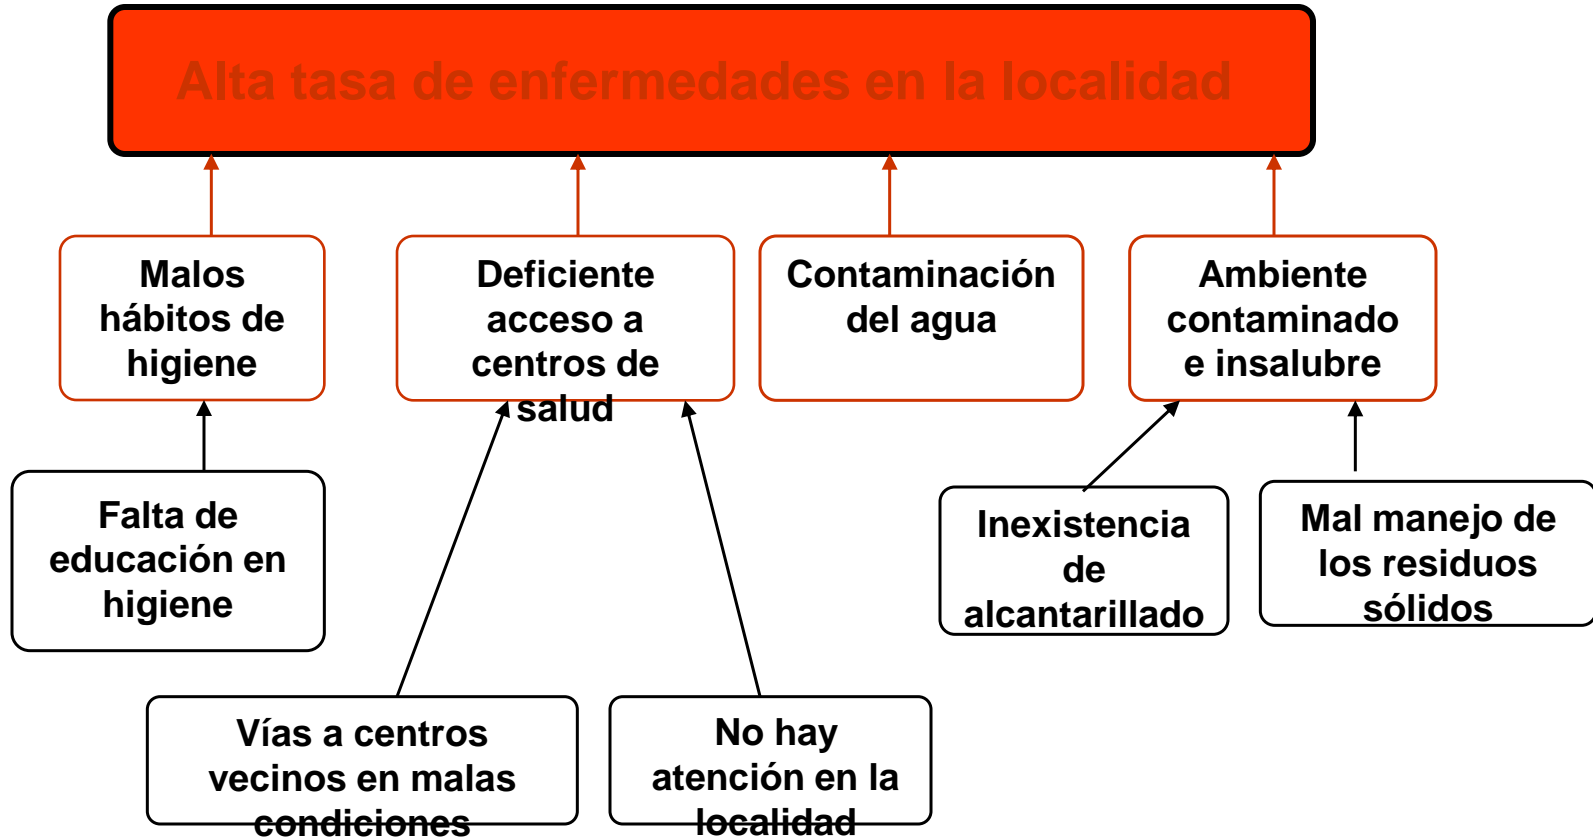 Alta tasa de enfermedades en la localidad
Malos
hábitos de
higiene
Deficiente
acceso a
centros de
salud
Contaminación
del agua
Ambiente
contaminado
e insalubre
Falta de
educación en
higiene
Inexistencia
de
alcantarillado
Mal manejo de
los residuos
sólidos
Vías a centros
vecinos en malas
condiciones
No hay
atención en la
localidad